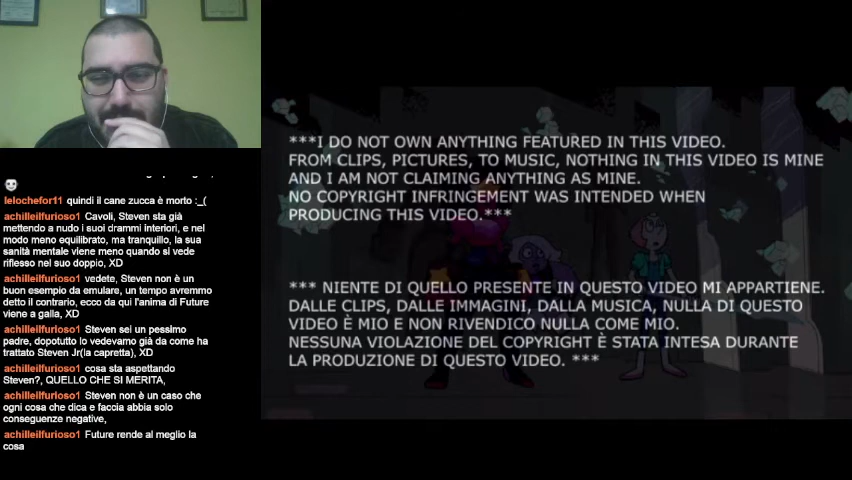 lelochefor11 quindi il cane zucca è morto :_(
achilleilfurioso1 Cavoli, Steven sta già
mettendo a nudo i suoi drammi interiori, e nel
modo meno equilibrato, ma tranquillo, la sua
sanità mentale viene meno quando si vede
riflesso nel suo doppio, XD
achilleilfurioso1 vedete, Steven non è un
buon esempio da emulare, un tempo avremmo
detto il contrario, ecco da qui l'anima di Future
viene a galla, XD
achilleilfurioso1 Steven sei un pessimo
padre, dopotutto lo vedevamo già da come ha
trattato Steven Jr(la capretta), XD
achilleilfurioso1 cosa sta aspettando
Steven?, QUELLO CHE SI MERITA,
achilleilfurioso1 Steven non è un caso che
ogni cosa che dica e faccia abbia solo
conseguenze negative,
achilleilfurioso1 Future rende al meglio la
cosa
***I DO NOT OWN ANYTHING FEATURED IN THIS VIDEO.
FROM CLIPS, PICTURES, TO MUSIC, NOTHING IN THIS VIDEO IS MINE
AND I AM NOT CLAIMING ANYTHING AS MINE.
NO COPYRIGHT INFRINGEMENT WAS INTENDED WHEN
PRODUCING THIS VIDEO.***
*** NIENTE DI QUELLO PRESENTE IN QUESTO VIDEO MI APPARTIENE.
DALLE CLIPS, DALLE IMMAGINI, DALLA MUSICA, NULLA DI QUESTO
VIDEO È MIO E NON RIVENDICO NULLA COME MIO.
NESSUNA VIOLAZIONE DEL COPYRIGHT È STATA INTESA DURANTE
LA PRODUZIONE DI QUESTO VIDEO. ***